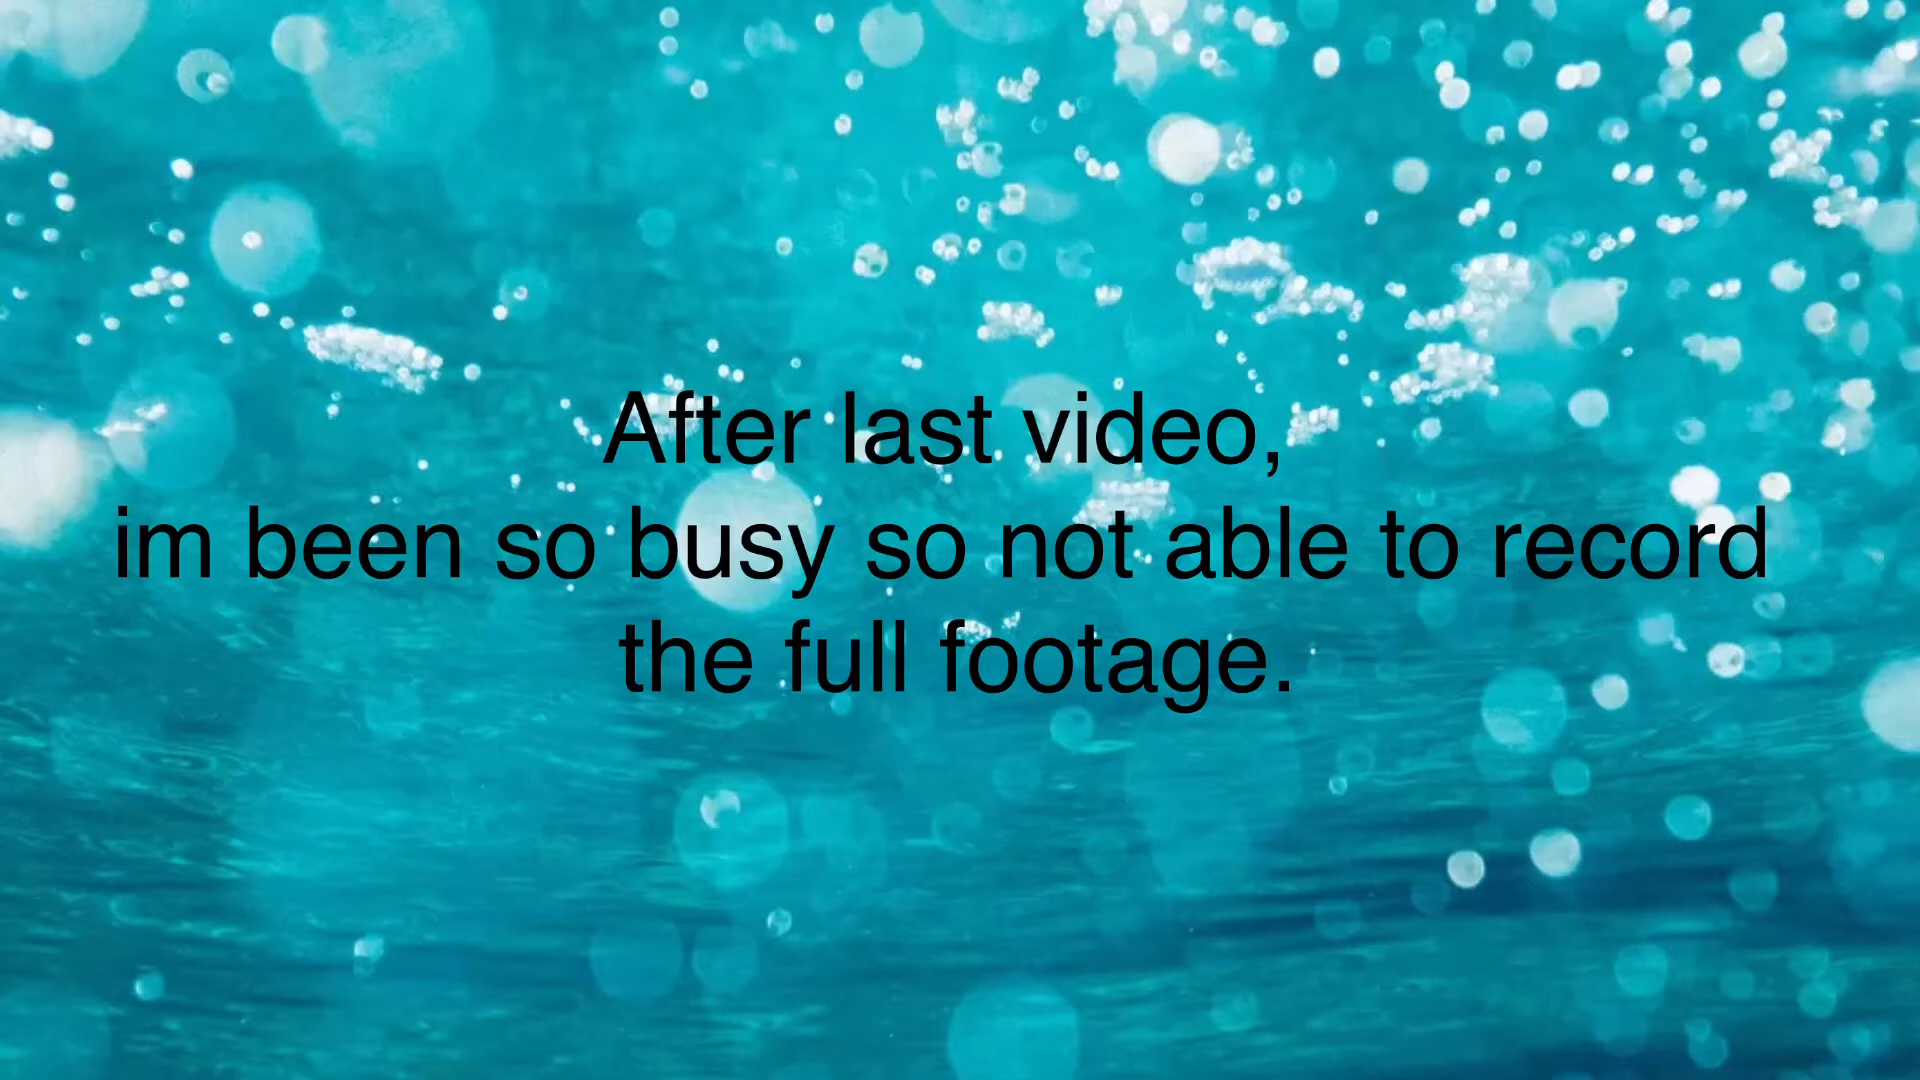 After last video,
im been so busy so not able to record
the full footage.